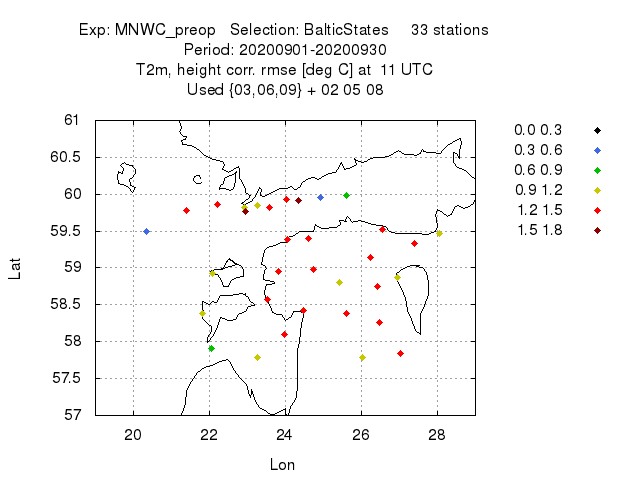 Exp: MNWC_preop   Selection: BalticStates     33 stations
Period: 20200901-20200930
T2m, height corr. rmse [deg C] at  11 UTC
Used {03,06,09} + 02 05 08
61
60.5
60
59.5
59
58.5
58
57.5
57
20 22 24 26 28
Lat
Lon
0.0 0.3
0.3 0.6
0.6 0.9
0.9 1.2
1.2 1.5
1.5 1.8